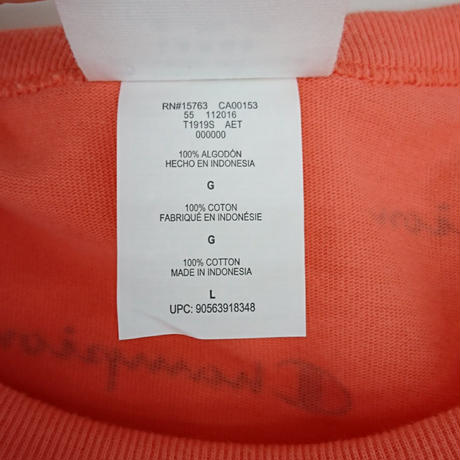 RN#15763 CA00153
55 112016
T1919S AET
000000
100% ALGODÓN
HECHO EN INDONESIA
G
100% COTON
FABRIQUÉ EN INDONÉSIE
G
100% COTTON
MADE IN INDONESIA
L
UPC: 90563918348
Champion